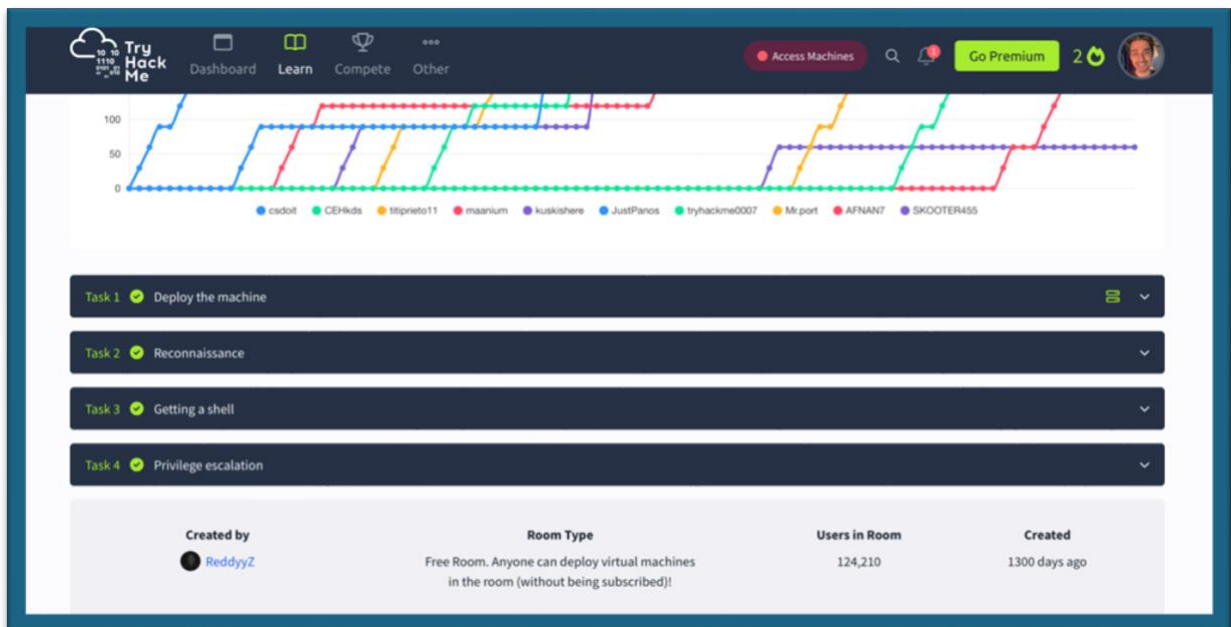 Try
Hack
Me
Dashboard
Learn
Compete
Other
Access Machines
Go Premium
2
100
50
0
csdoit CEHkds titiprieto11 maanium kuskishere JustPanos tryhackme0007 Mr.port AFNAN7 SKOOTER455
Task 1 Deploy the machine
Task 2 Reconnaissance
Task 3 Getting a shell
Task 4 Privilege escalation
Created by
ReddyyZ
Room Type
Free Room. Anyone can deploy virtual machines
in the room (without being subscribed)!
Users in Room
124,210
Created
1300 days ago